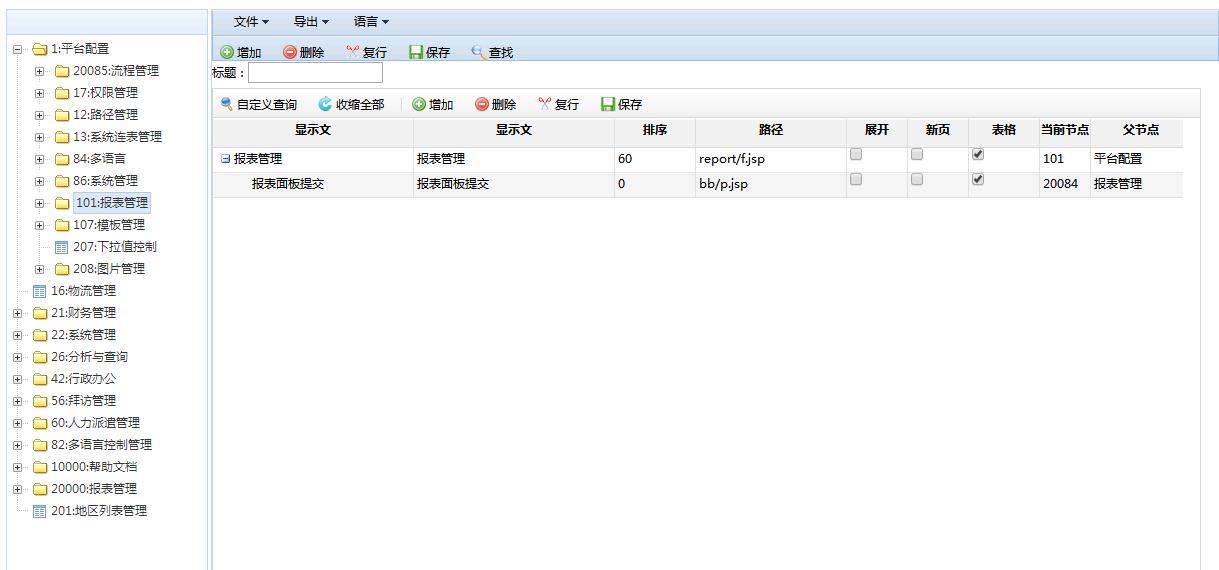 1:平台配置
20085:流程管理
17:权限管理
12:路径管理
13:系统连表管理
84:多语言
86:系统管理
101:报表管理
107:模板管理
207:下拉值控制
208:图片管理
16:物流管理
21:财务管理
22:系统管理
26:分析与查询
42:行政办公
56:拜访管理
60:人力派遣管理
82:多语言控制管理
10000:帮助文档
20000:报表管理
201:地区列表管理
文件 导出 语言
增加 删除 复行 保存 查找
标题：
自定义查询 收缩全部 增加 删除 复行 保存
显示文 显示文 排序 路径 展开 新页 表格 当前节点 父节点
报表管理 报表管理 60 report/f.jsp 101 平台配置
报表面板提交 报表面板提交 0 bb/p.jsp 20084 报表管理